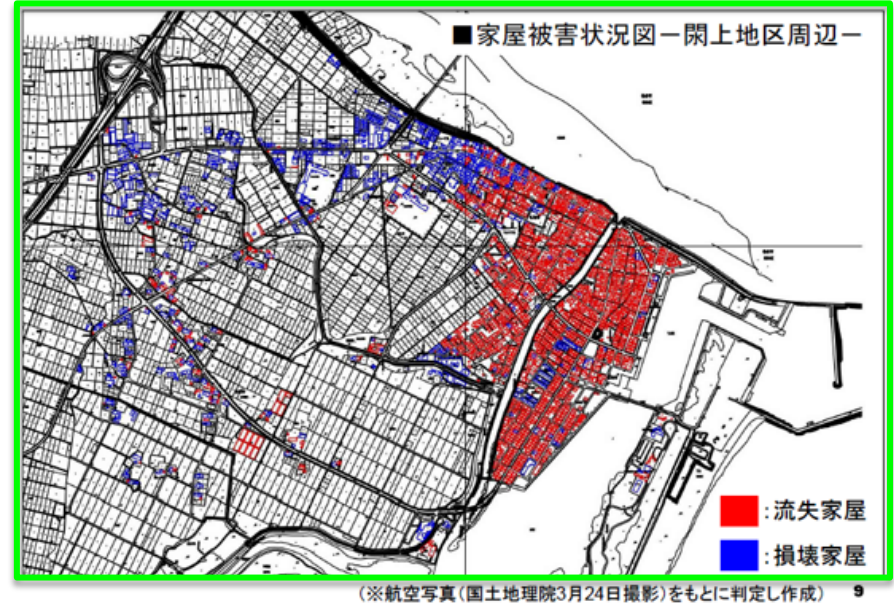 ■家屋被害状況図－閖上地区周辺－
:流失家屋
:損壊家屋
(※航空写真(国土地理院3月24日撮影)をもとに判定し作成) 9